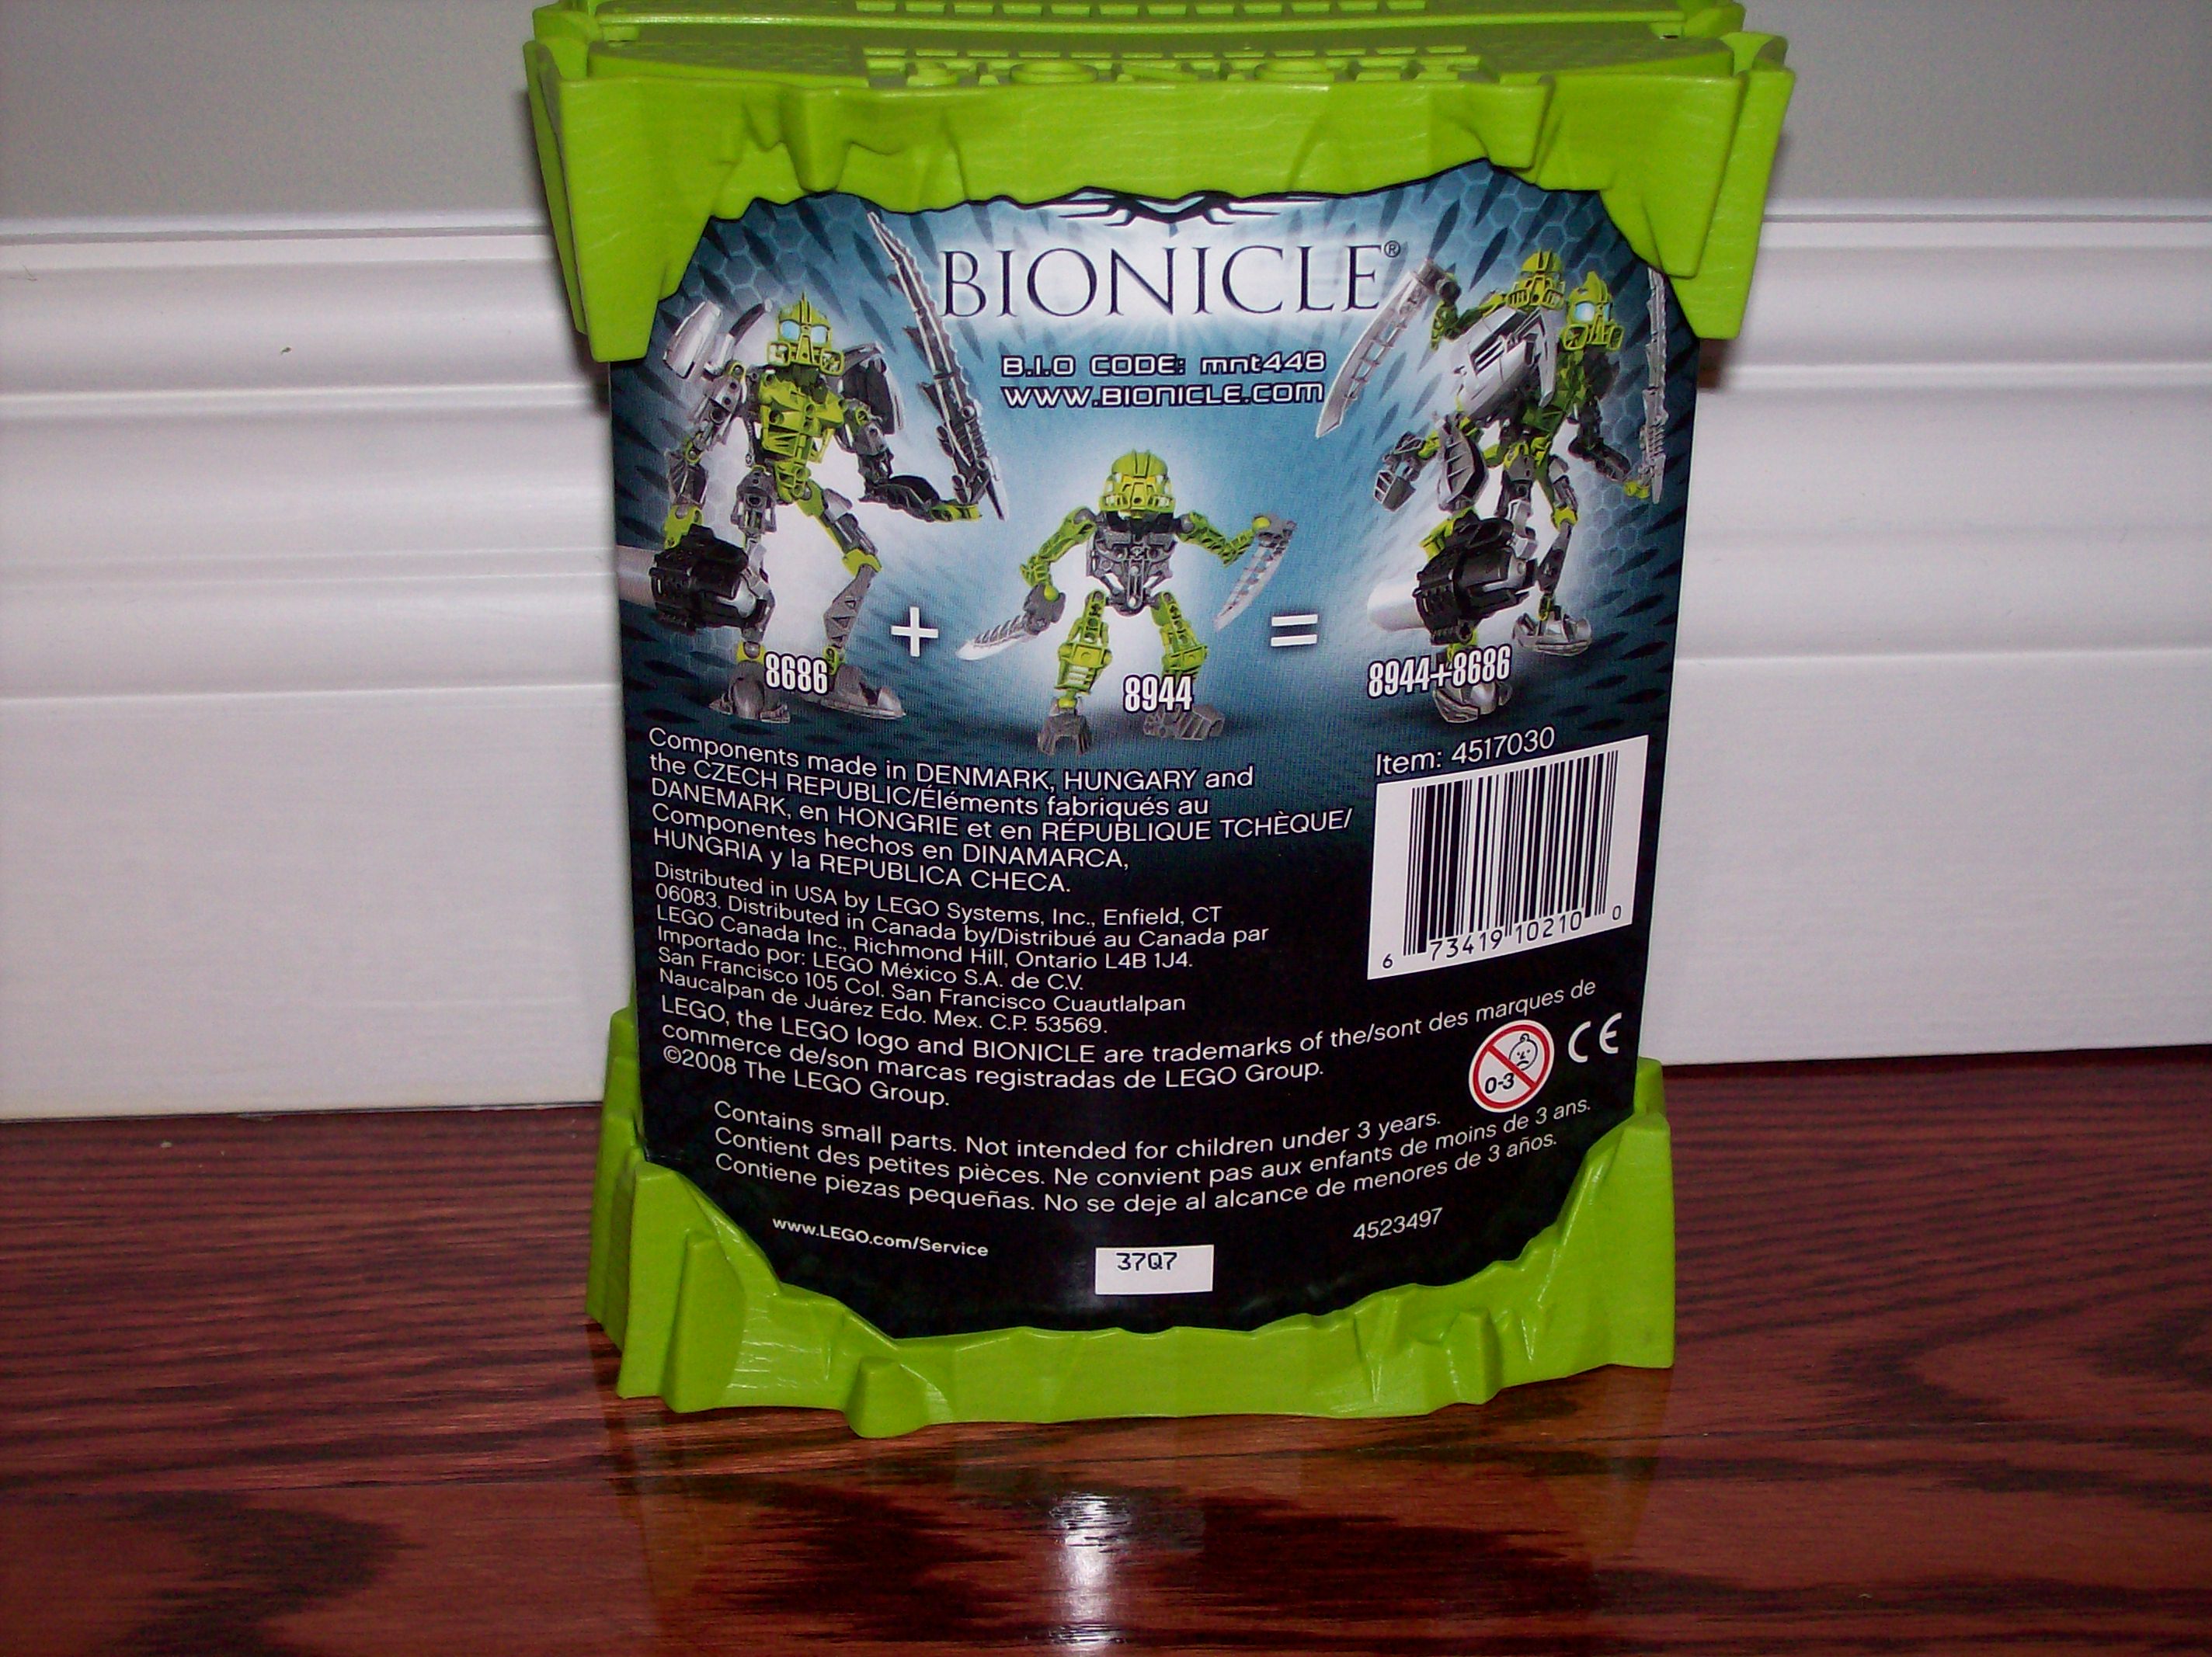 BIONICLE®
B.I.O CODE: mnt448
WWW.BIONICLE.COM
+
=
8686
8944
8944+8686
Components made in DENMARK, HUNGARY and
the CZECH REPUBLIC/Éléments fabriqués au
DANEMARK, en HONGRIE et en RÉPUBLIQUE TCHÈQUE/
Componentes hechos en DINAMARCA,
HUNGRIA y la REPUBLICA CHECA.
Item: 4517030
6 73419 10210 0
Distributed in USA by LEGO Systems, Inc., Enfield, CT
06083. Distributed in Canada by/Distribué au Canada par
LEGO Canada Inc., Richmond Hill, Ontario L4B 1J4.
Importado por: LEGO México S.A. de C.V.
San Francisco 105 Col. San Francisco Cuautlalpan
Naucalpan de Juárez Edo. Mex. C.P. 53569.
LEGO, the LEGO logo and BIONICLE are trademarks of the/sont des marques de
commerce de/son marcas registradas de LEGO Group.
©2008 The LEGO Group.
0-3
CE
Contains small parts. Not intended for children under 3 years.
Contient des petites pièces. Ne convient pas aux enfants de moins de 3 ans.
Contiene piezas pequeñas. No se deje al alcance de menores de 3 años.
www.LEGO.com/Service
37Q7
4523497